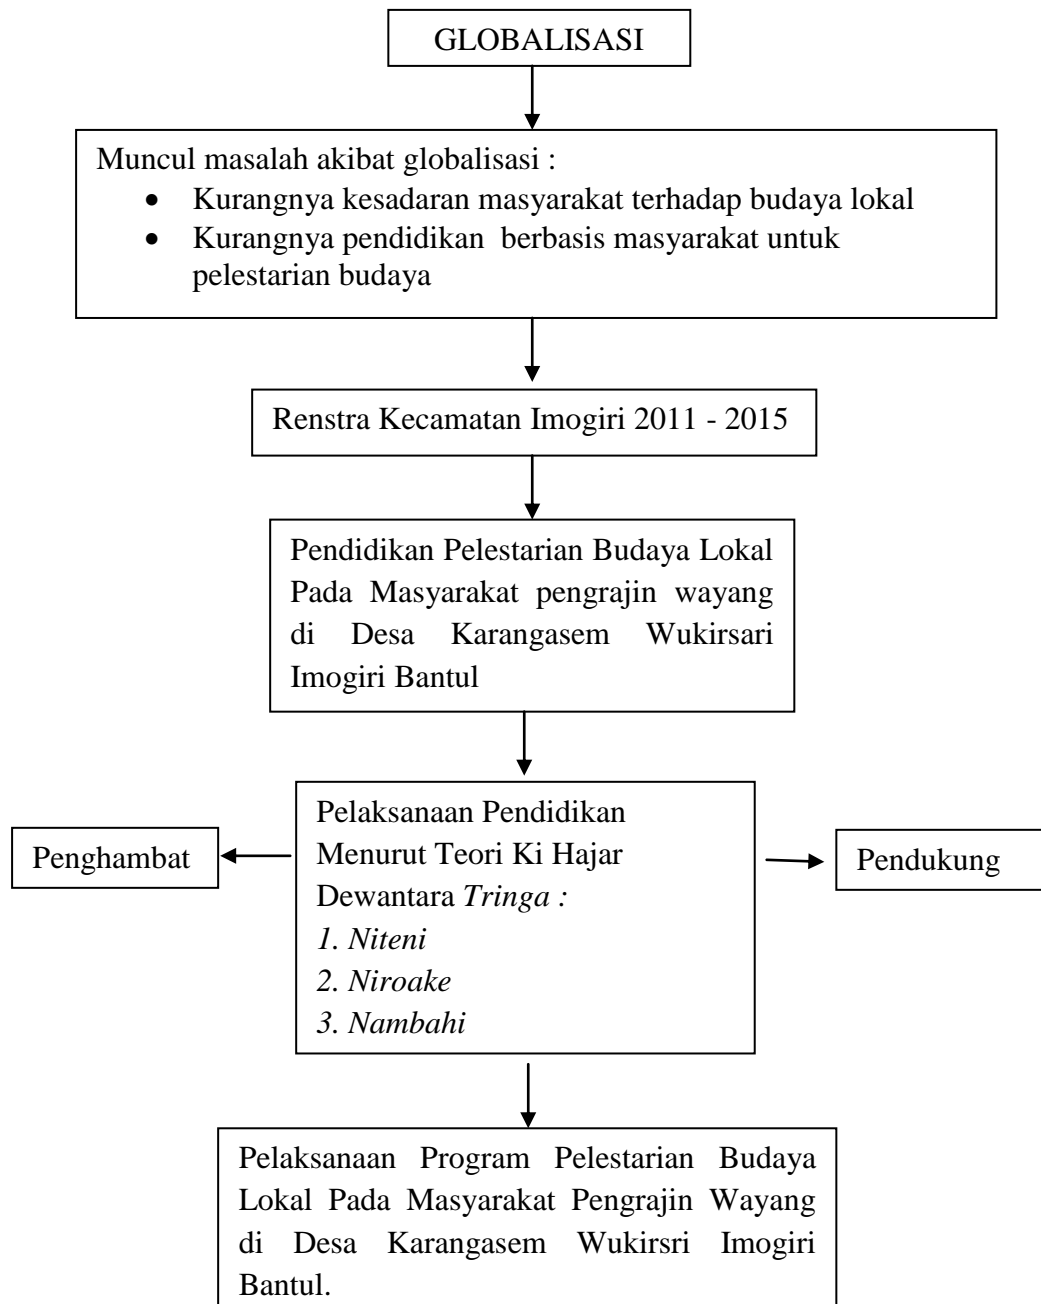 GLOBALISASI
Muncul masalah akibat globalisasi :
• Kurangnya kesadaran masyarakat terhadap budaya lokal
• Kurangnya pendidikan berbasis masyarakat untuk
pelestarian budaya
Renstra Kecamatan Imogiri 2011 - 2015
Pendidikan Pelestarian Budaya Lokal
Pada Masyarakat pengrajin wayang
di Desa Karangasem Wukirsari
Imogiri Bantul
Penghambat
Pelaksanaan Pendidikan
Menurut Teori Ki Hajar
Dewantara Tringa :
1. Niteni
2. Niroake
3. Nambahi
Pendukung
Pelaksanaan Program Pelestarian Budaya
Lokal Pada Masyarakat Pengrajin Wayang
di Desa Karangasem Wukirsri Imogiri
Bantul.